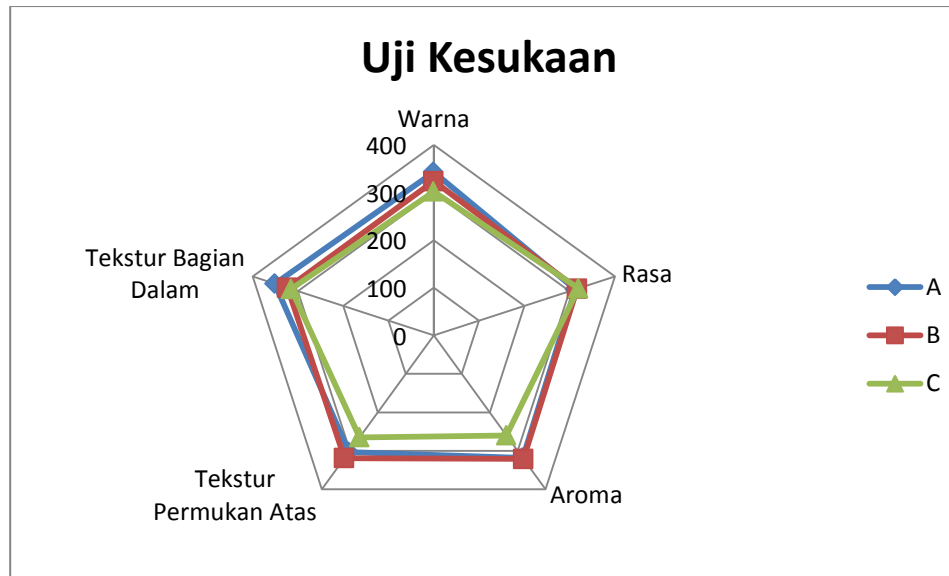 Uji Kesukaan
Warna
400
300
200
100
0
Rasa
Aroma
Tekstur
Permukan Atas
Tekstur Bagian
Dalam
A
B
C